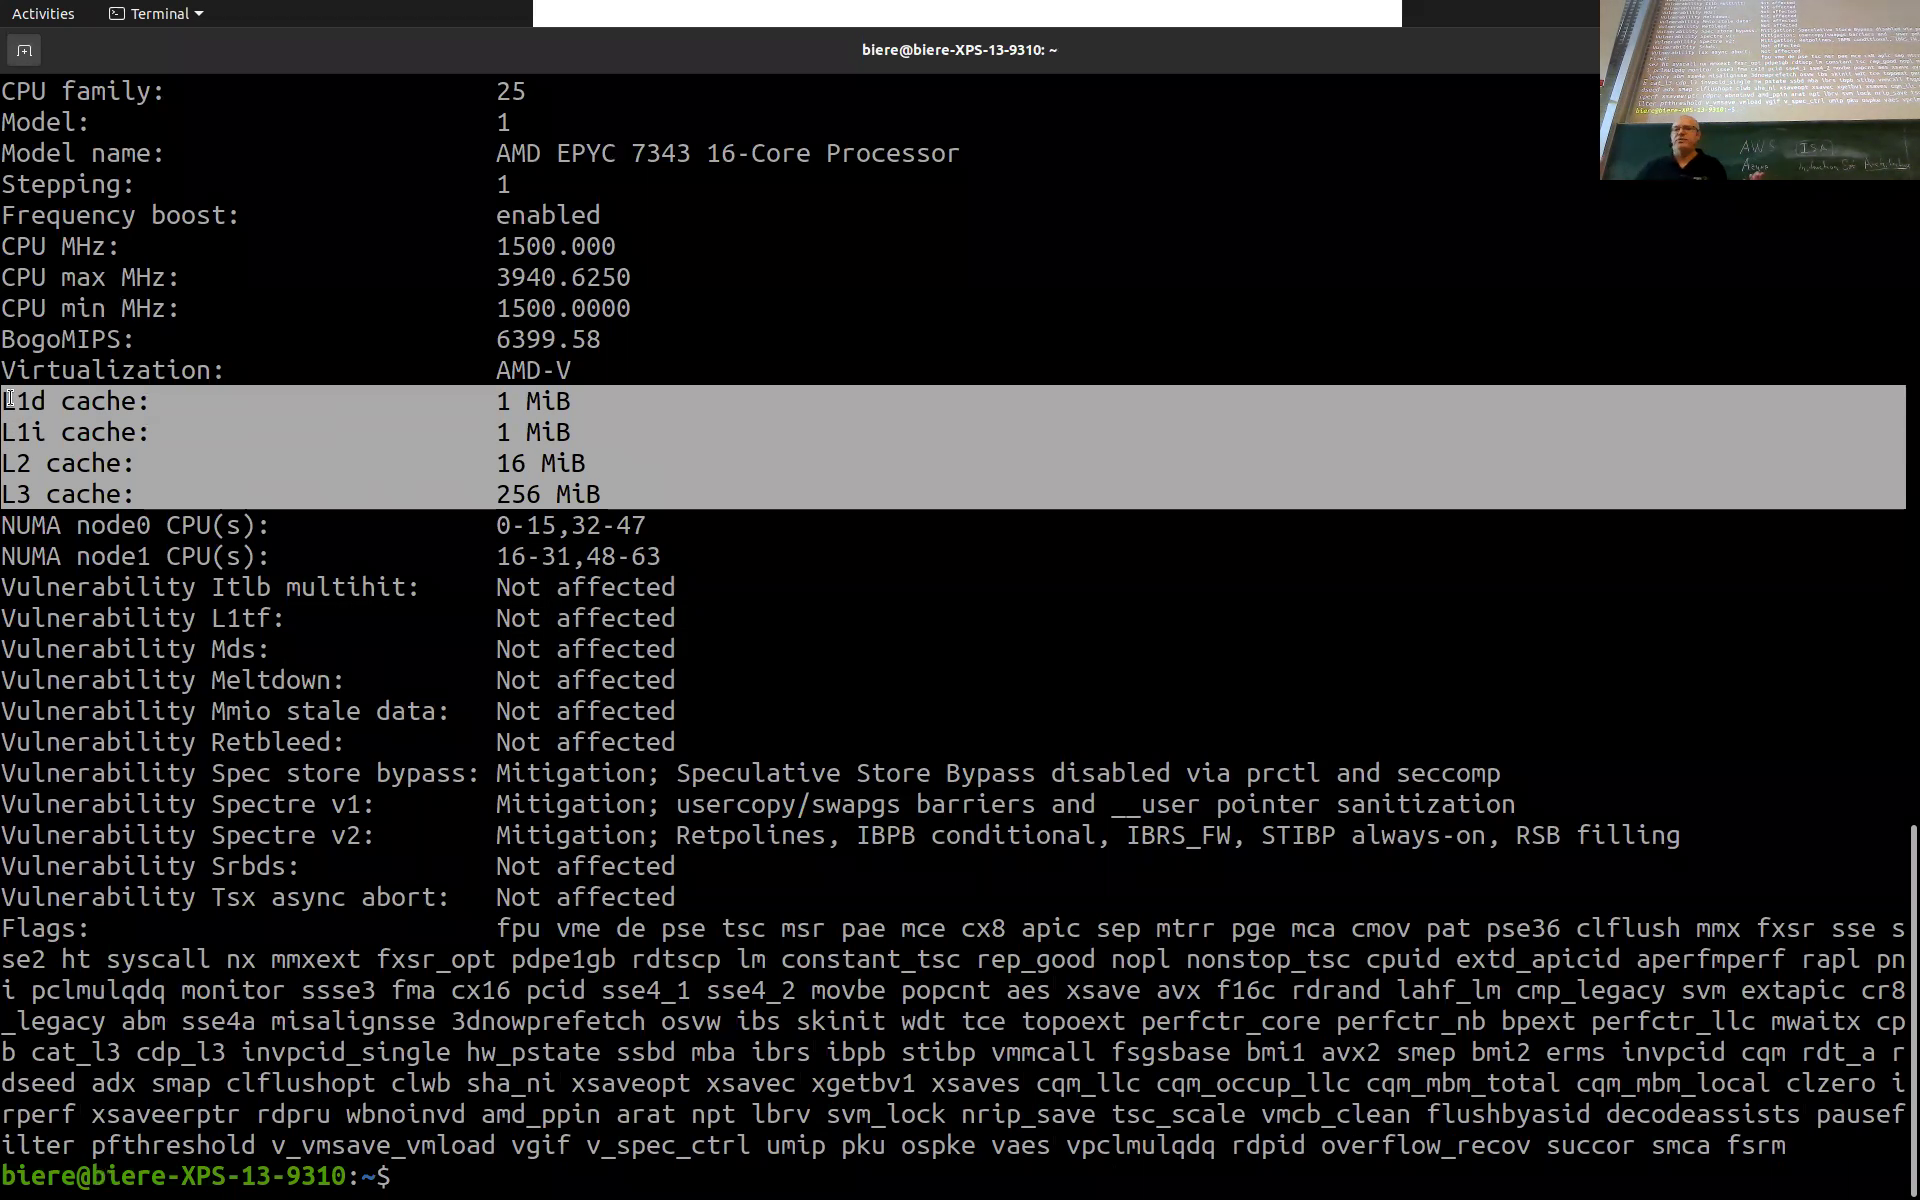 Activities
Terminal
biere@biere-XPS-13-9310: ~
CPU family: 25
Model: 1
Model name: AMD EPYC 7343 16-Core Processor
Stepping: 1
Frequency boost: enabled
CPU MHz: 1500.000
CPU max MHz: 3940.6250
CPU min MHz: 1500.0000
BogoMIPS: 6399.58
Virtualization: AMD-V
L1d cache: 1 MiB
L1i cache: 1 MiB
L2 cache: 16 MiB
L3 cache: 256 MiB
NUMA node0 CPU(s): 0-15,32-47
NUMA node1 CPU(s): 16-31,48-63
Vulnerability Itlb multihit: Not affected
Vulnerability L1tf: Not affected
Vulnerability Mds: Not affected
Vulnerability Meltdown: Not affected
Vulnerability Mmio stale data: Not affected
Vulnerability Retbleed: Not affected
Vulnerability Spec store bypass: Mitigation; Speculative Store Bypass disabled via prctl and seccomp
Vulnerability Spectre v1: Mitigation; usercopy/swapgs barriers and __user pointer sanitization
Vulnerability Spectre v2: Mitigation; Retpolines, IBPB conditional, IBRS_FW, STIBP always-on, RSB filling
Vulnerability Srbds: Not affected
Vulnerability Tsx async abort: Not affected
Flags: fpu vme de pse tsc msr pae mce cx8 apic sep mtrr pge mca cmov pat pse36 clflush mmx fxsr sse s
se2 ht syscall nx mmxext fxsr_opt pdpe1gb rdtscp lm constant_tsc rep_good nopl nonstop_tsc cpuid extd_apicid aperfmperf rapl pn
i pclmulqdq monitor ssse3 fma cx16 pcid sse4_1 sse4_2 movbe popcnt aes xsave avx f16c rdrand lahf_lm cmp_legacy svm extapic cr8
_legacy abm sse4a misalignsse 3dnowprefetch osvw ibs skinit wdt tce topoext perfctr_core perfctr_nb bpext perfctr_llc mwaitx cp
b cat_l3 cdp_l3 invpcid_single hw_pstate ssbd mba ibrs ibpb stibp vmmcall fsgsbase bmi1 avx2 smep bmi2 erms invpcid cqm rdt_a r
dseed adx smap clflushopt clwb sha_ni xsaveopt xsavec xgetbv1 xsaves cqm_llc cqm_occup_llc cqm_mbm_total cqm_mbm_local clzero i
rperf xsaveerptr rdpru wbnoinvd amd_ppin arat npt lbrv svm_lock nrip_save tsc_scale vmcb_clean flushbyasid decodeassists pausef
ilter pfthreshold v_vmsave_vmload vgif v_spec_ctrl umip pku ospke vaes vpclmulqdq rdpid overflow_recov succor smca fsrm
biere@biere-XPS-13-9310:~$
AWS
ISA